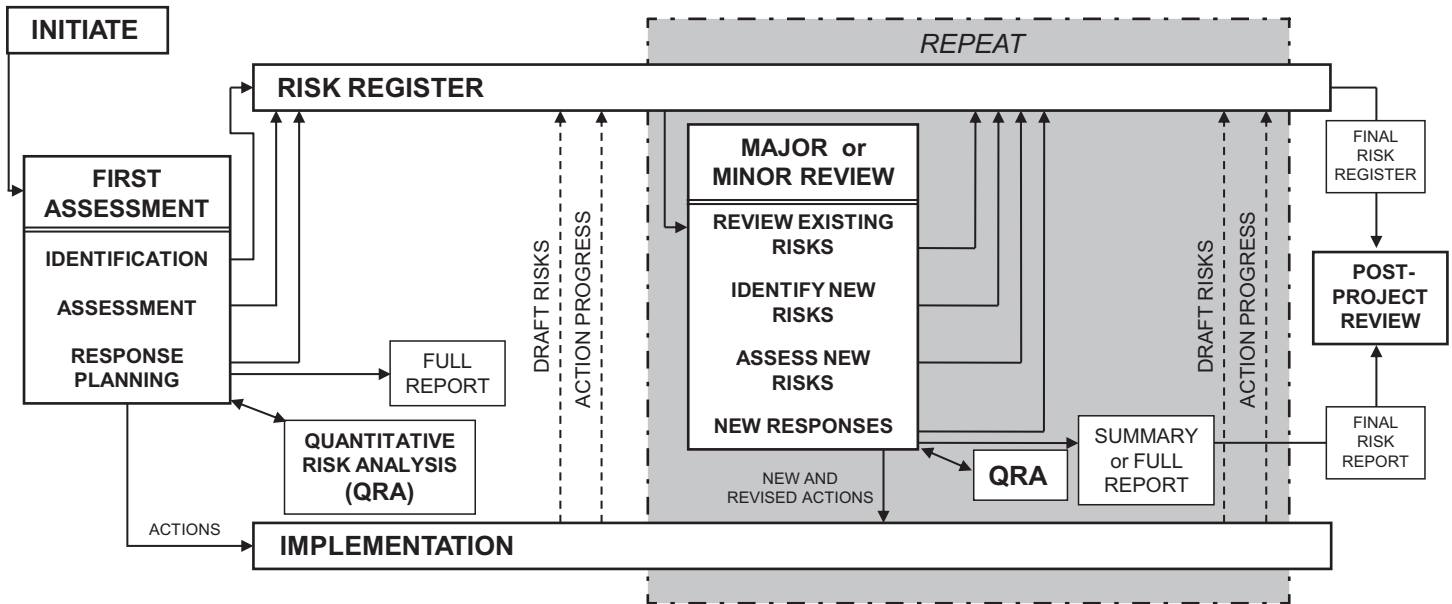 INITIATE
REPEAT
RISK REGISTER
FIRST
ASSESSMENT
IDENTIFICATION
ASSESSMENT
RESPONSE
PLANNING
FULL
REPORT
QUANTITATIVE
RISK ANALYSIS
(QRA)
ACTIONS
DRAFT RISKS
ACTION PROGRESS
MAJOR or
MINOR REVIEW
REVIEW EXISTING
RISKS
IDENTIFY NEW
RISKS
ASSESS NEW
RISKS
NEW RESPONSES
NEW AND
REVISED ACTIONS
QRA
SUMMARY
or FULL
REPORT
DRAFT RISKS
ACTION PROGRESS
FINAL
RISK
REGISTER
POST-
PROJECT
REVIEW
FINAL
RISK
REPORT
IMPLEMENTATION